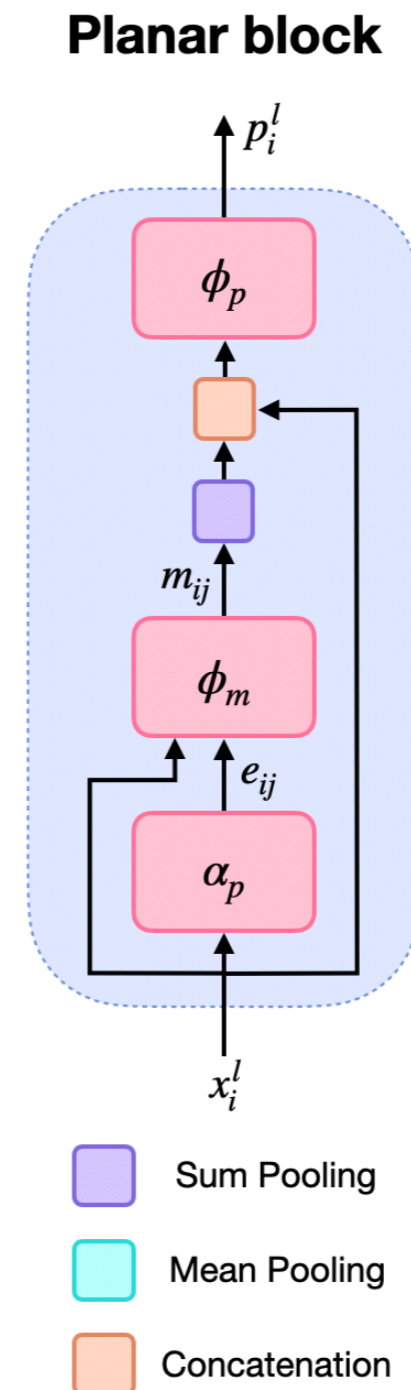 Planar block
p_i^l
ϕ_p
m_ij
ϕ_m
e_ij
α_p
x_i^l
Sum Pooling
Mean Pooling
Concatenation